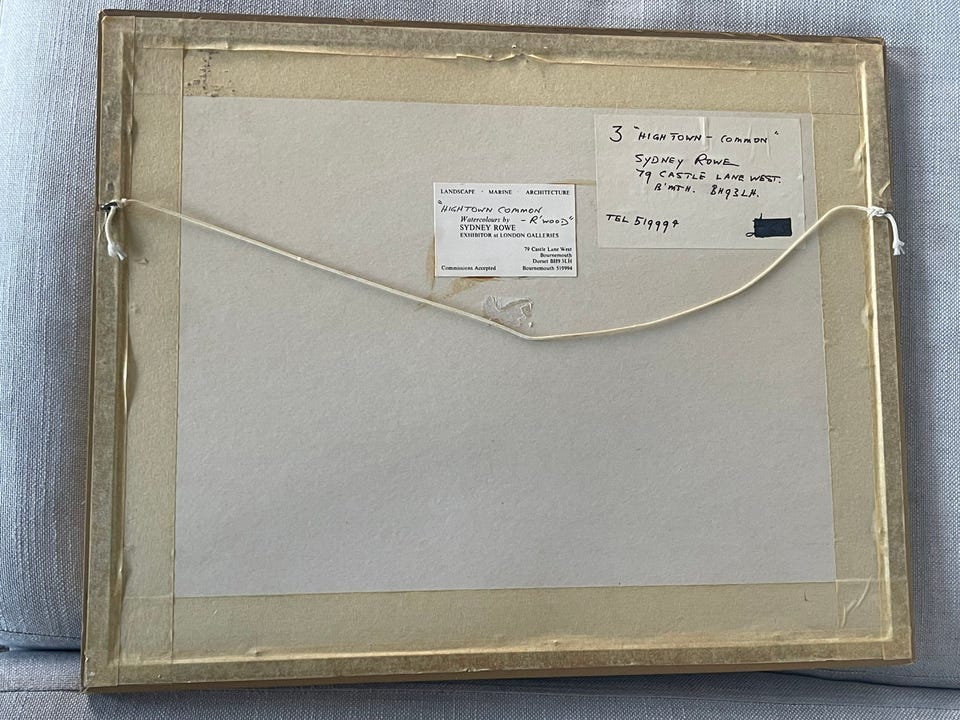 LANDSCAPE · MARINE ARCHITECTURE
"HIGHTOWN COMMON
Watercolours by - R'WOOD"
SYDNEY ROWE
EXHIBITOR at LONDON GALLERIES
79 Castle Lane West
Bournemouth
Dorset BH9 3LH
Commissions Accepted Bournemouth 519994
3 "HIGHTOWN - COMMON"
SYDNEY ROWE
79 CASTLE LANE WEST.
B'MTH. BH93LH.
TEL 519994